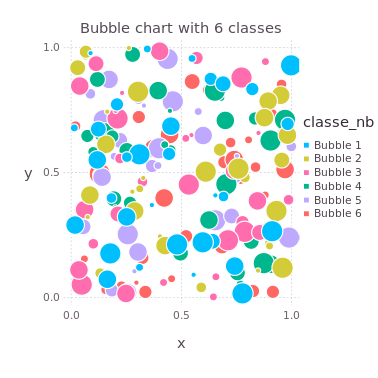 Bubble chart with 6 classes
1.0
0.5
0.0
y
0.0
0.5
1.0
x
classe_nb
Bubble 1
Bubble 2
Bubble 3
Bubble 4
Bubble 5
Bubble 6